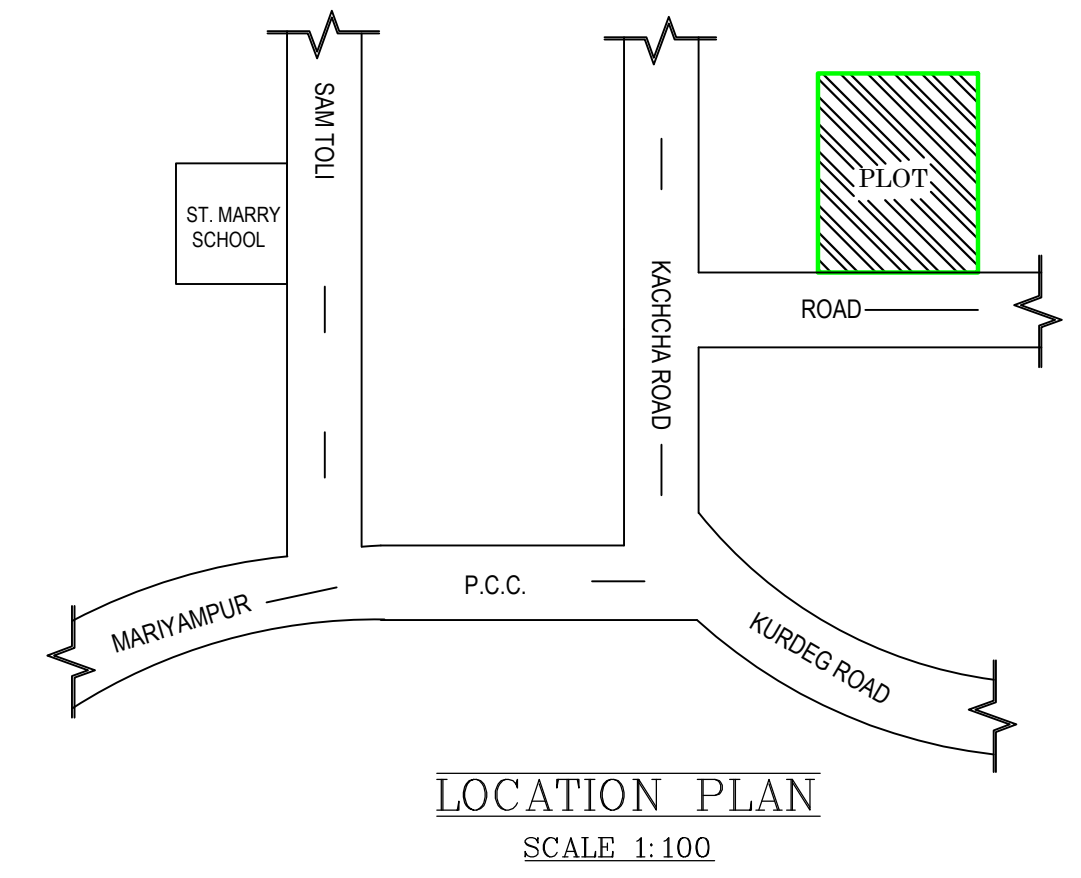 SAM TOLI
ST. MARRY
SCHOOL
KACHCHA ROAD
PLOT
ROAD
MARIYAMPUR
P.C.C.
KURDEG ROAD
LOCATION PLAN
SCALE 1:100